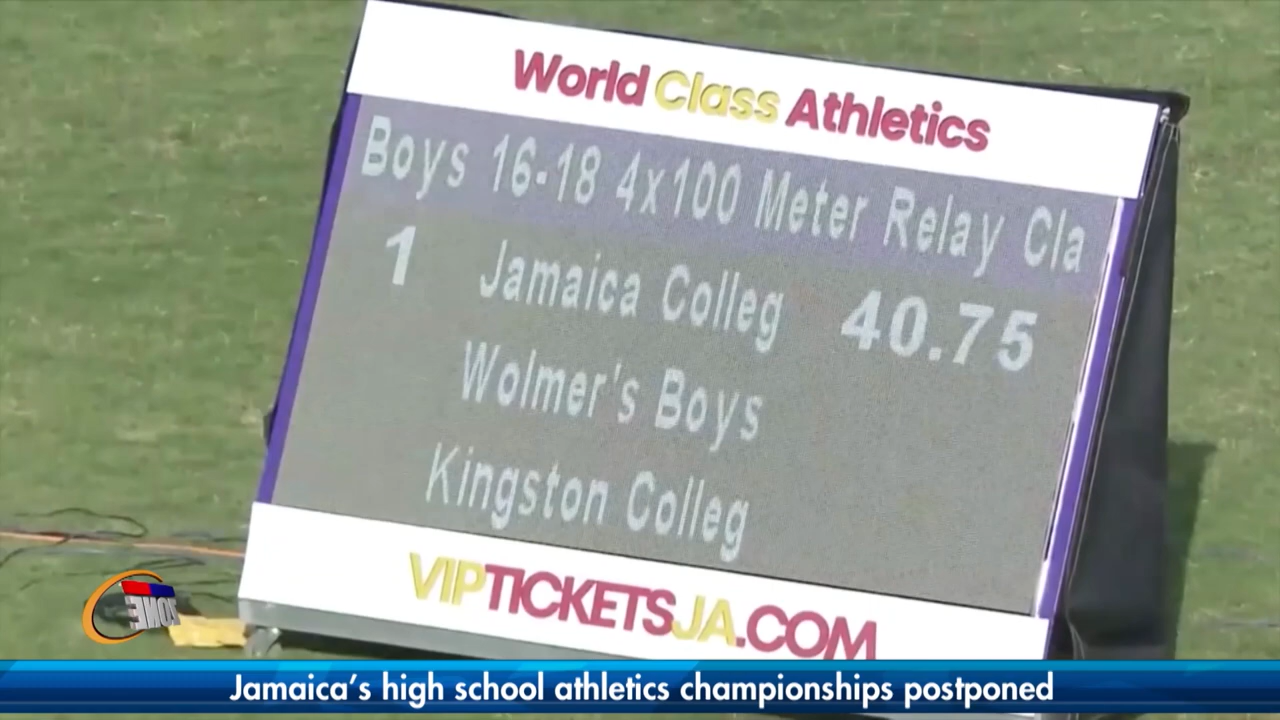 World Class Athletics
Boys 16-18 4x100 Meter Relay Cla
1 Jamaica Colleg 40.75
Wolmer's Boys
Kingston Colleg
VIPTICKETSJA.COM
Jamaica's high school athletics championships postponed